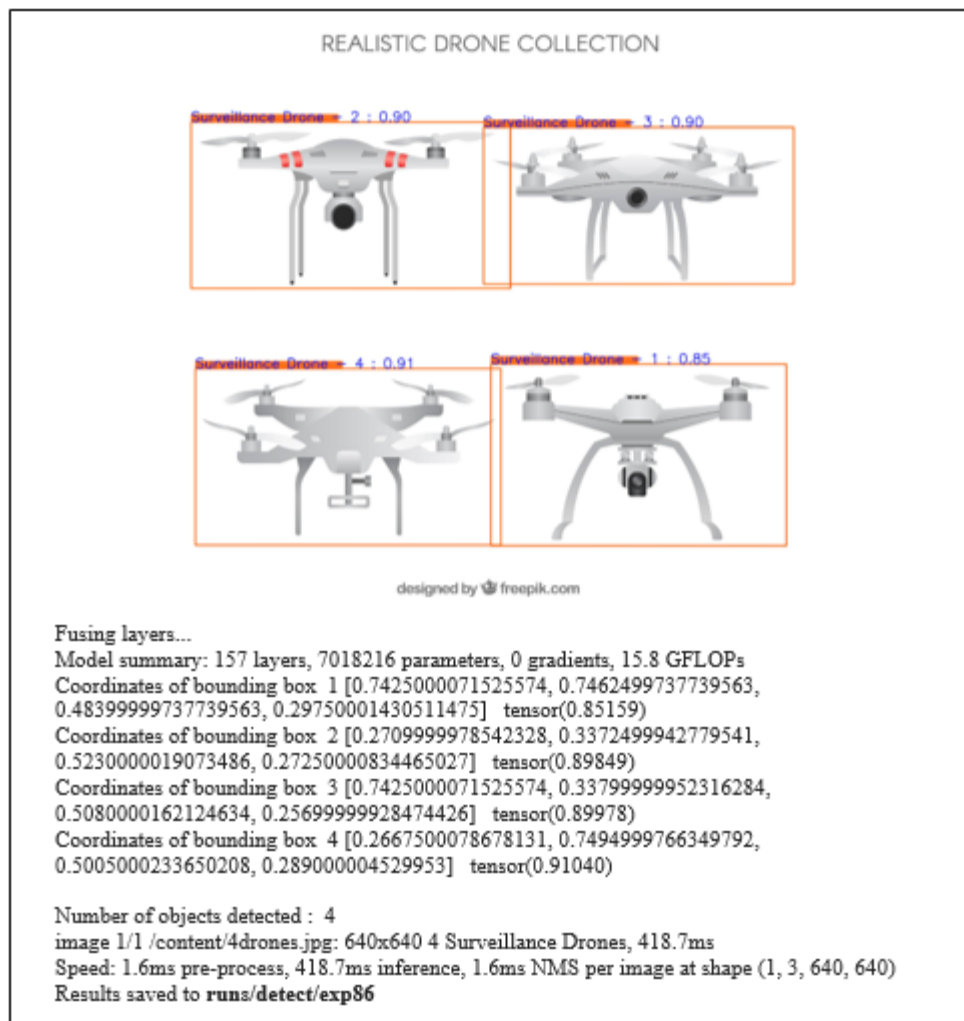 REALISTIC DRONE COLLECTION
Surveillance Drone - 2 : 0.90
Surveillance Drone - 3 : 0.90
Surveillance Drone - 4 : 0.91
Surveillance Drone - 1 : 0.85
designed by freepik.com
Fusing layers...
Model summary: 157 layers, 7018216 parameters, 0 gradients, 15.8 GFLOPs
Coordinates of bounding box 1 [0.7425000071525574, 0.7462499737739563,
0.48399999737739563, 0.29750001430511475] tensor(0.85159)
Coordinates of bounding box 2 [0.2709999978542328, 0.3372499942779541,
0.5230000019073486, 0.27250000834465027] tensor(0.89849)
Coordinates of bounding box 3 [0.7425000071525574, 0.33799999952316284,
0.5080000162124634, 0.25699999928474426] tensor(0.89978)
Coordinates of bounding box 4 [0.2667500078678131, 0.7494999766349792,
0.5005000233650208, 0.289000004529953] tensor(0.91040)
Number of objects detected : 4
image 1/1 /content/4drones.jpg: 640x640 4 Surveillance Drones, 418.7ms
Speed: 1.6ms pre-process, 418.7ms inference, 1.6ms NMS per image at shape (1, 3, 640, 640)
Results saved to runs/detect/exp86